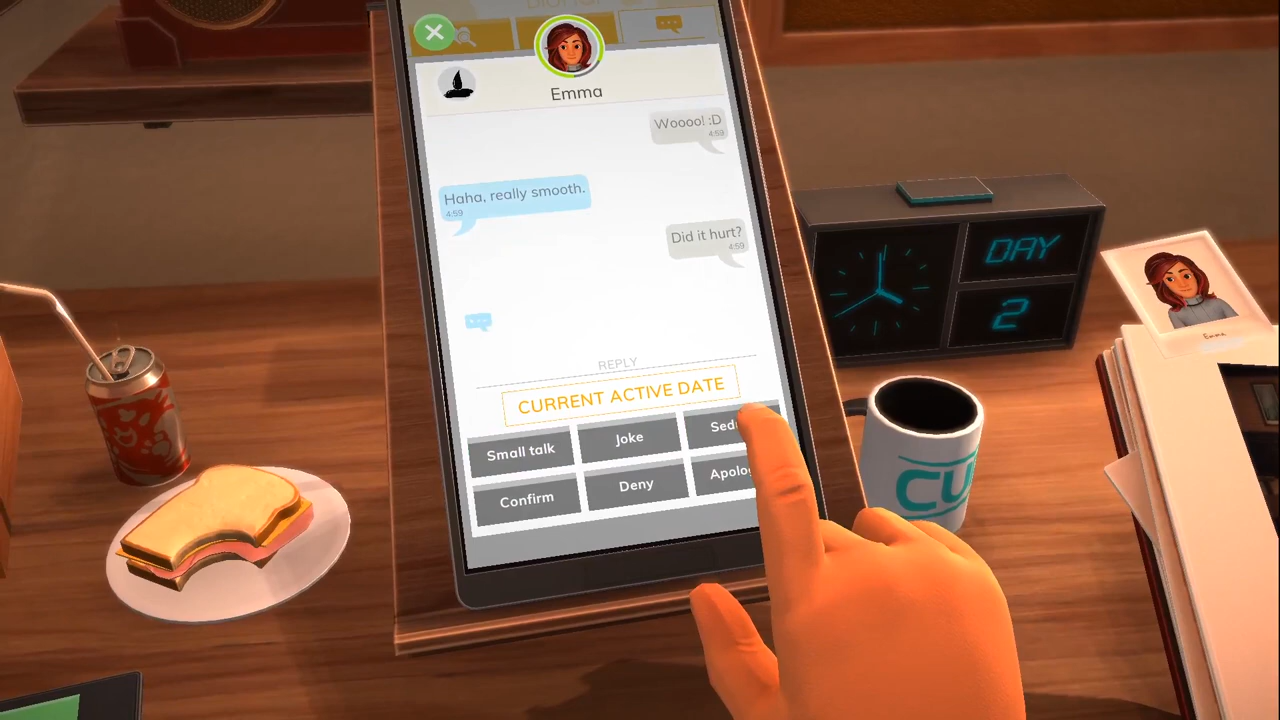 Emma
Woooo! :D
4:59
Haha, really smooth.
4:59
Did it hurt?
4:59
REPLY
CURRENT ACTIVE DATE
Small talk
Joke
Confirm
Deny
DAY
2
Emma
CU